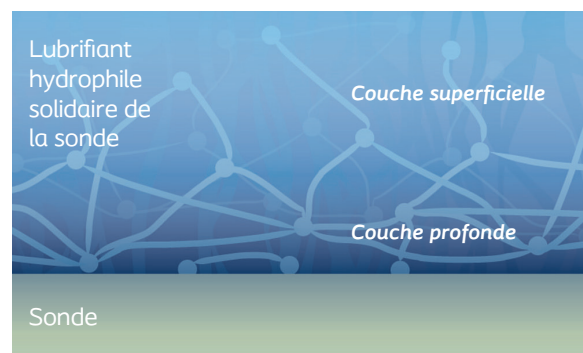 Lubrifiant
hydrophile
solidaire de
la sonde
Couche superficielle
Couche profonde
Sonde